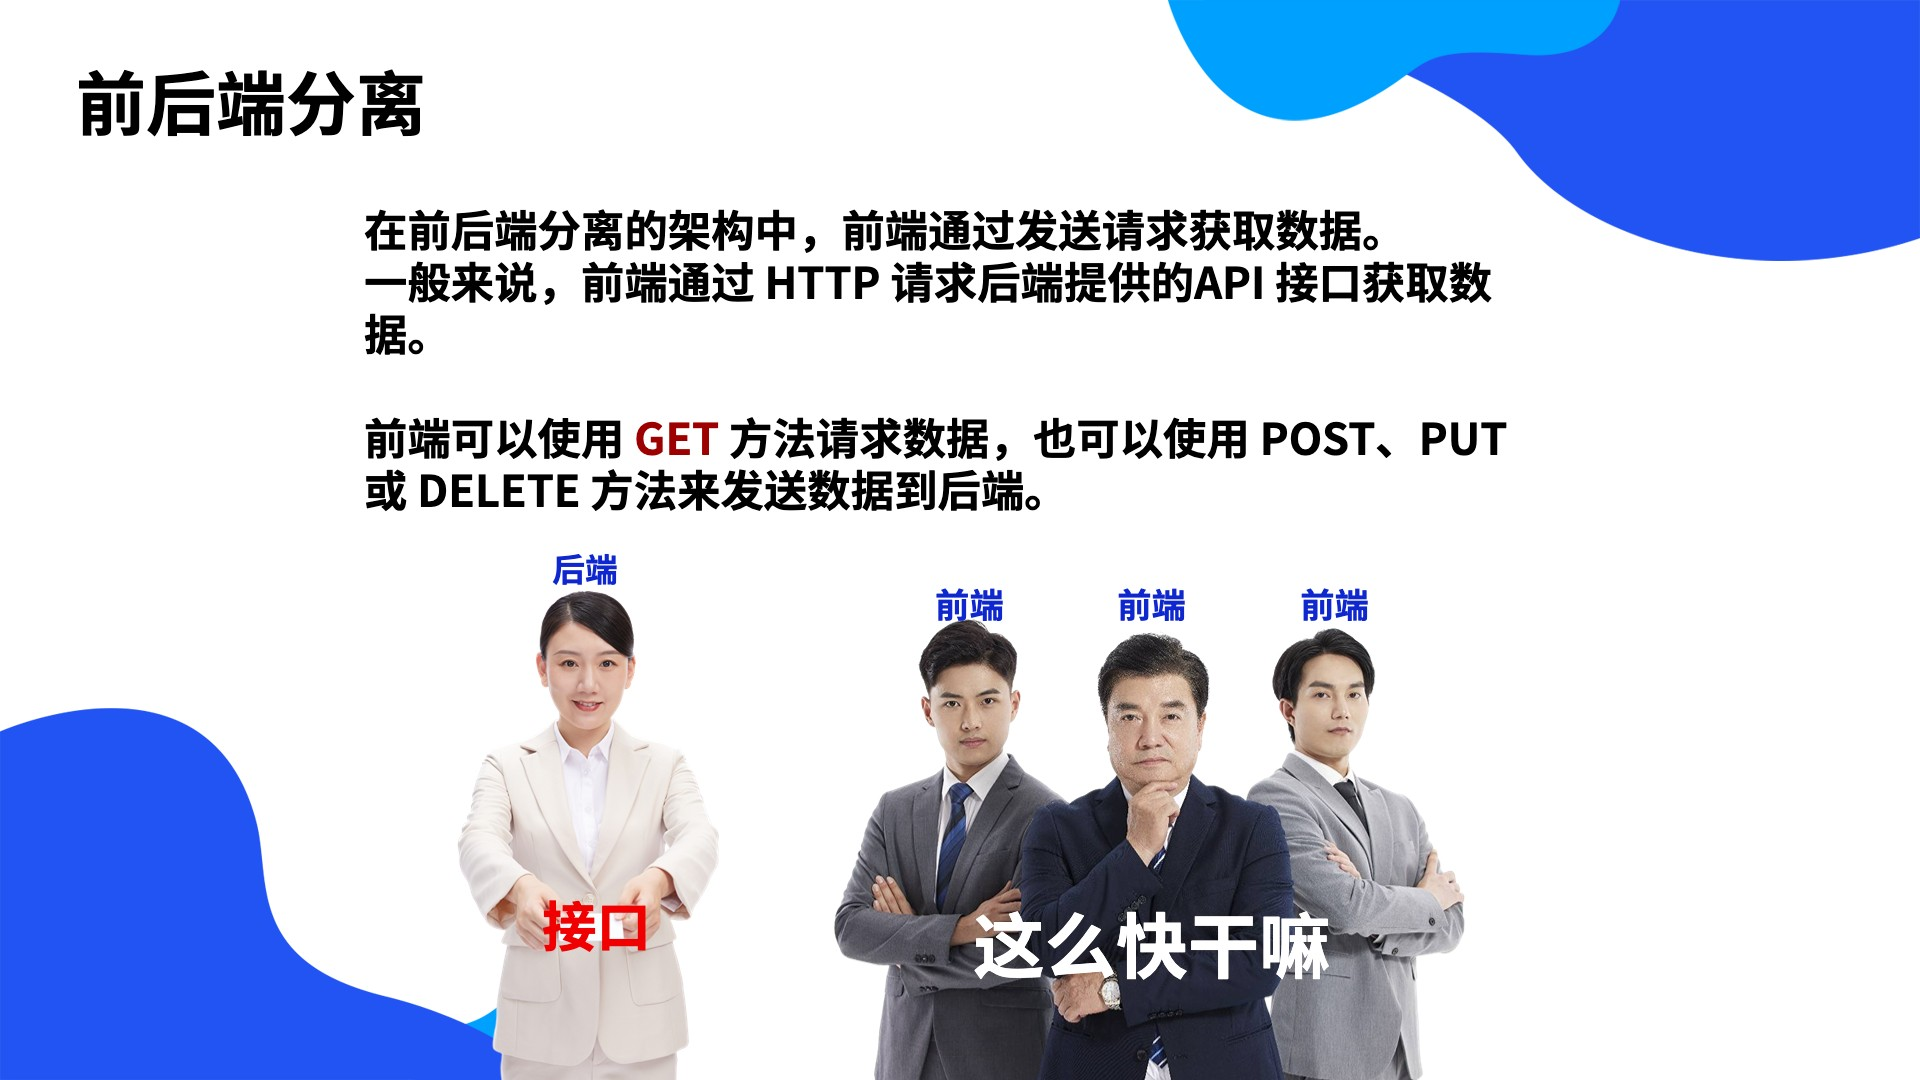 前后端分离
在前后端分离的架构中，前端通过发送请求获取数据。
一般来说，前端通过 HTTP 请求后端提供的API 接口获取数
据。
前端可以使用 GET 方法请求数据，也可以使用 POST、PUT
或 DELETE 方法来发送数据到后端。
后端
前端
前端
前端
接口
这么快干嘛